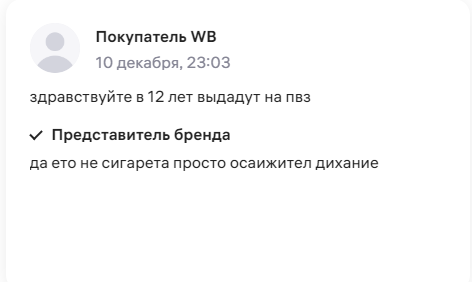 Покупатель WB
10 декабря, 23:03
здравствуйте в 12 лет выдадут на пвз
Представитель бренда
да ето не сигарета просто осаижител дихание